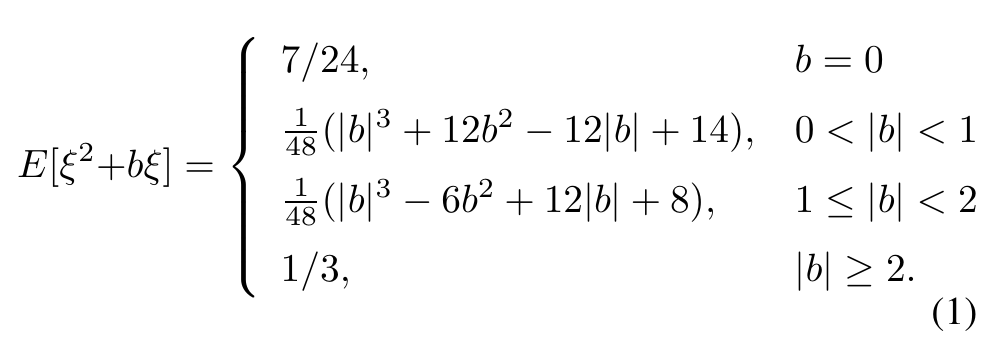 7/24, b = 0
1/48(|b|³ + 12b² − 12|b| + 14), 0 < |b| < 1
E[ξ²+bξ] = {
1/48(|b|³ − 6b² + 12|b| + 8), 1 ≤ |b| < 2
1/3, |b| ≥ 2.
(1)